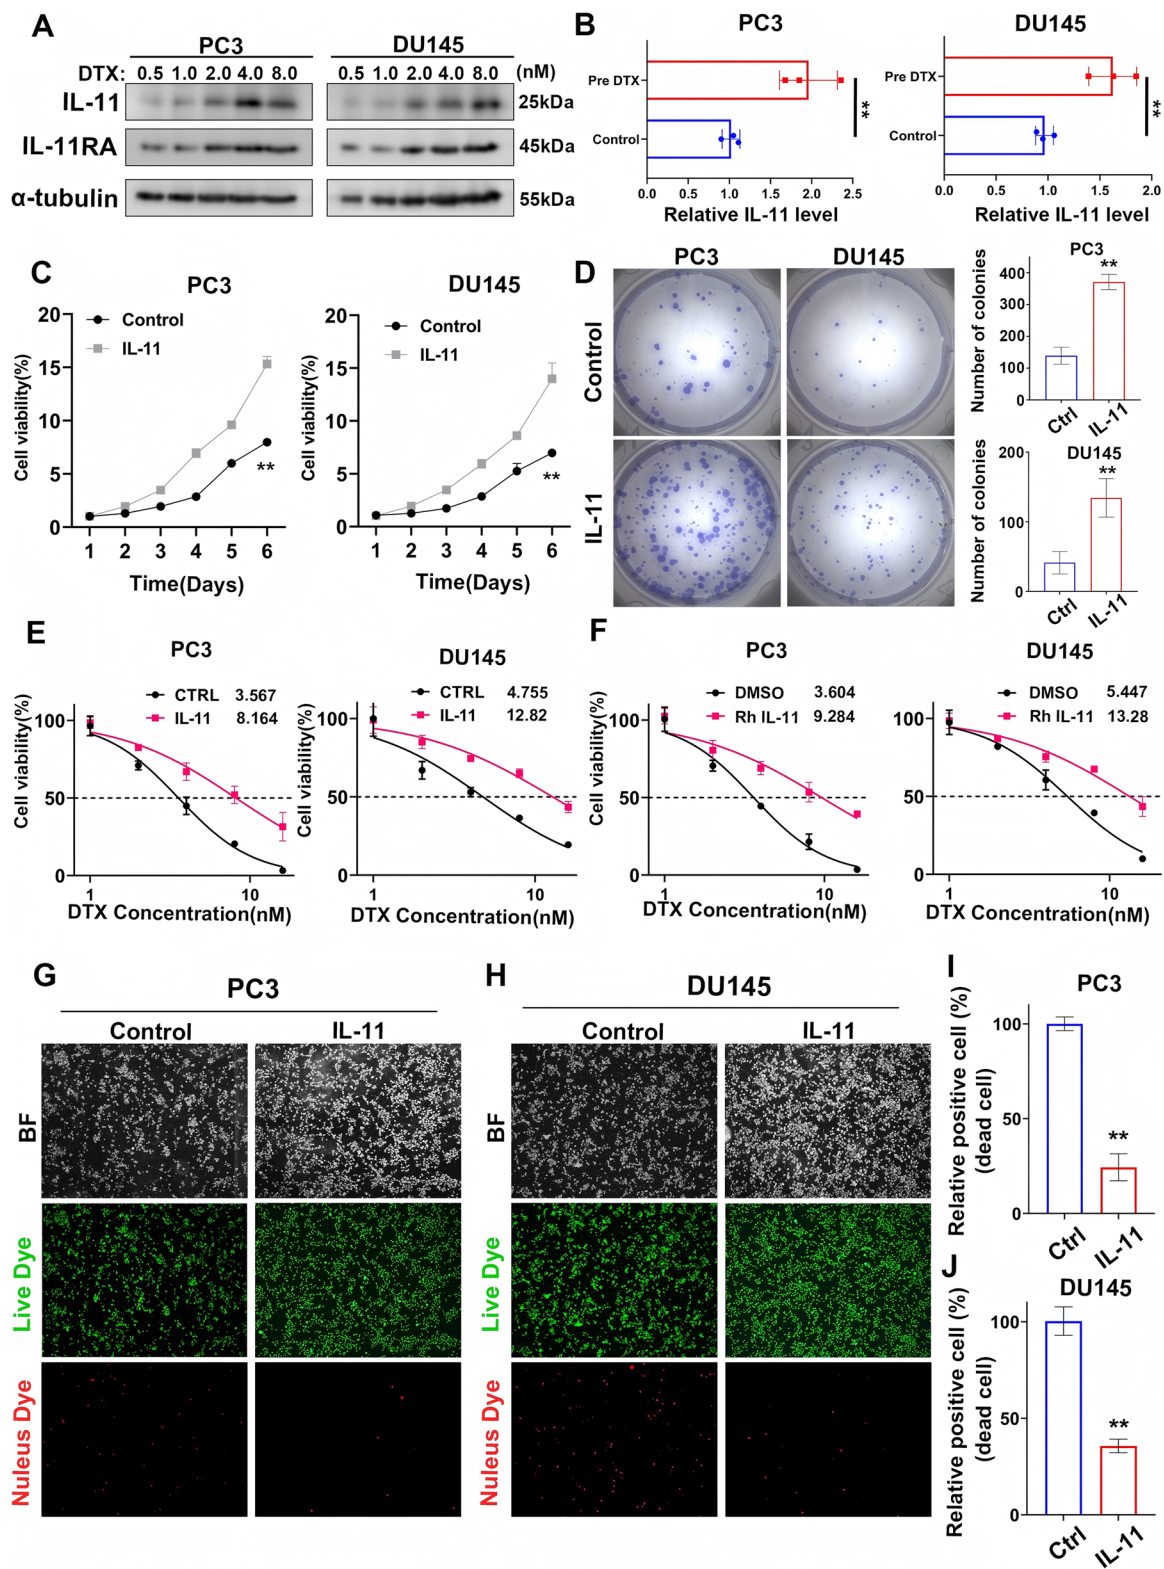 A
PC3
DU145
DTX: 0.5 1.0 2.0 4.0 8.0 0.5 1.0 2.0 4.0 8.0 (nM)
IL-11
25kDa
IL-11RA
45kDa
α-tubulin
55kDa
B
PC3
Pre DTX
Control
**
0.0 0.5 1.0 1.5 2.0 2.5
Relative IL-11 level
DU145
Pre DTX
Control
**
0.0 0.5 1.0 1.5 2.0
Relative IL-11 level
C
PC3
Control
IL-11
Cell viability(%)
20
15
10
5
0
**
1 2 3 4 5 6
Time(Days)
DU145
Control
IL-11
Cell viability(%)
20
15
10
5
0
**
1 2 3 4 5 6
Time(Days)
D
PC3
DU145
Control
IL-11
PC3
Number of colonies
400
300
200
100
0
**
Ctrl
IL-11
DU145
Number of colonies
200
100
0
**
Ctrl
IL-11
E
PC3
CTRL 3.567
IL-11 8.164
Cell viability(%)
100
50
0
1 10
DTX Concentration(nM)
DU145
CTRL 4.755
IL-11 12.82
Cell viability(%)
100
50
0
1 10
DTX Concentration(nM)
F
PC3
DMSO 3.604
Rh IL-11 9.284
Cell viability(%)
100
50
0
1 10
DTX Concentration(nM)
DU145
DMSO 5.447
Rh IL-11 13.28
100
50
0
1 10
DTX Concentration(nM)
G
PC3
Control
IL-11
BF
Live Dye
Nuleus Dye
H
DU145
Control
IL-11
BF
Live Dye
Nuleus Dye
I
PC3
Relative positive cell (%)
(dead cell)
100
50
0
**
Ctrl
IL-11
J
DU145
Relative positive cell (%)
(dead cell)
100
50
0
**
Ctrl
IL-11